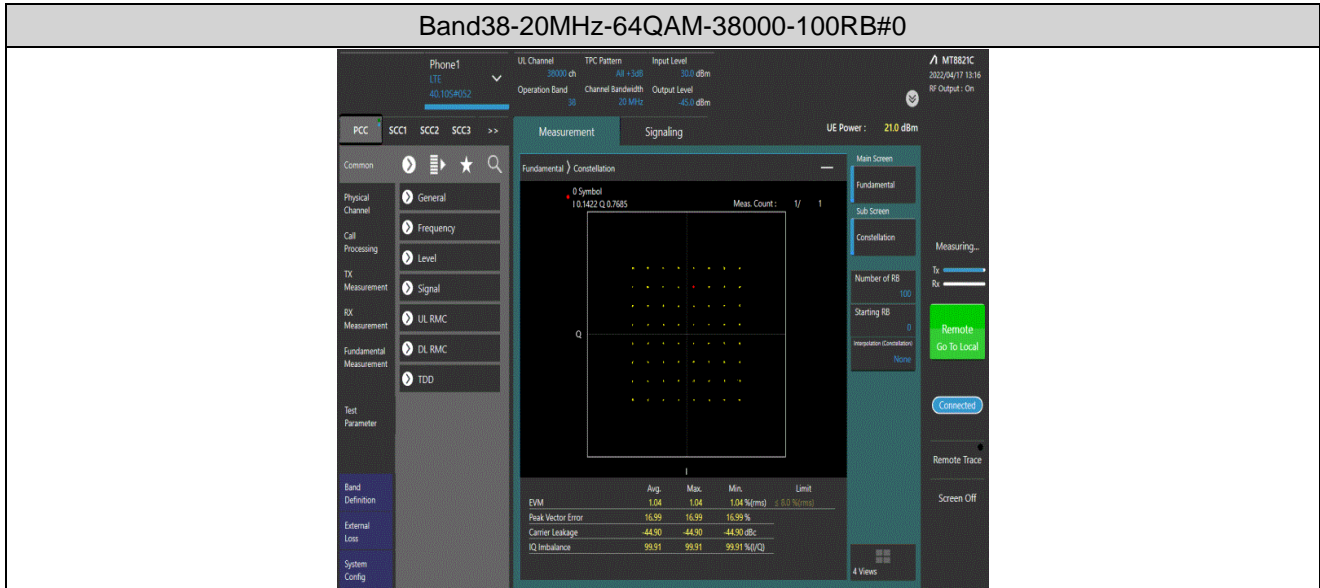 Band38-20MHz-64QAM-38000-100RB#0
Phone1
LTE
40.10S#052
UL Channel TPC Pattern Input Level
38000 ch All +3dB 30.0 dBm
Operation Band Channel Bandwidth Output Level
38 20 MHz -45.0 dBm
MT8821C
2022/04/17 13:16
RF Output : On
PCC SCC1 SCC2 SCC3 >>
Measurement Signaling
UE Power : 21.0 dBm
Common
Physical
Channel
Call
Processing
TX
Measurement
RX
Measurement
Fundamental
Measurement
Test
Parameter
Band
Definition
External
Loss
System
Config
General
Frequency
Level
Signal
UL RMC
DL RMC
TDD
Fundamental 〉 Constellation
0 Symbol
I 0.1422 Q 0.7685 Meas. Count : 1/ 1
Q
I
Avg. Max. Min. Limit
EVM 1.04 1.04 1.04 %(rms) ≤ 8.0 %(rms)
Peak Vector Error 16.99 16.99 16.99 %
Carrier Leakage -44.90 -44.90 -44.90 dBc
IQ Imbalance 99.91 99.91 99.91 %(I/Q)
Main Screen
Fundamental
Sub Screen
Constellation
Number of RB
100
Starting RB
0
Interpolation (Constellation)
None
4 Views
Measuring...
Tx
Rx
Remote
Go To Local
Connected
Remote Trace
Screen Off